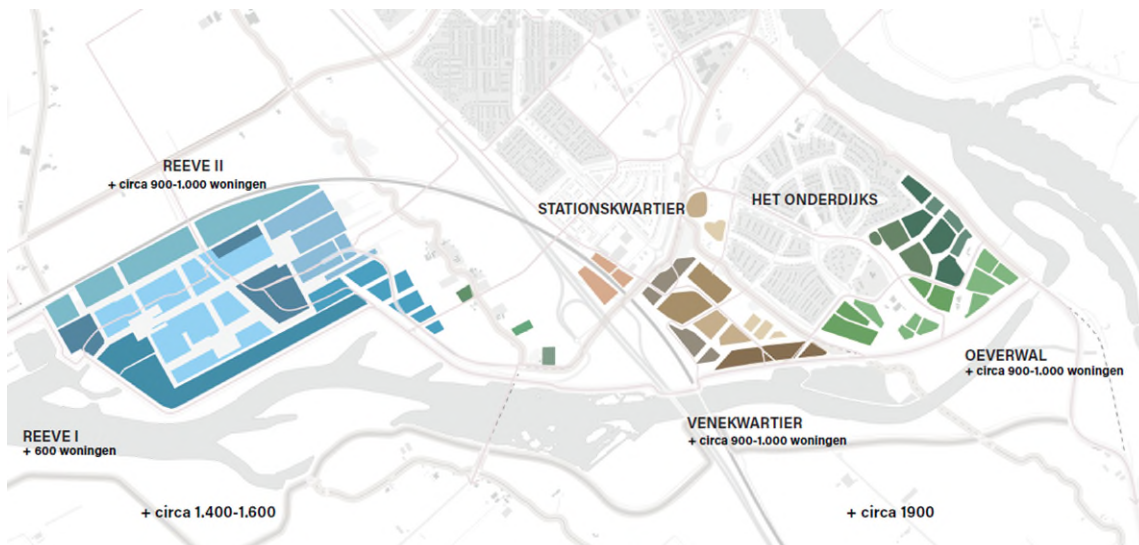 REEVE II
+ circa 900-1.000 woningen
STATIONSKWARTIER
HET ONDERDIJKS
OEVERWAL
+ circa 900-1.000 woningen
REEVE I
+ 600 woningen
VENEKWARTIER
+ circa 900-1.000 woningen
+ circa 1.400-1.600
+ circa 1900